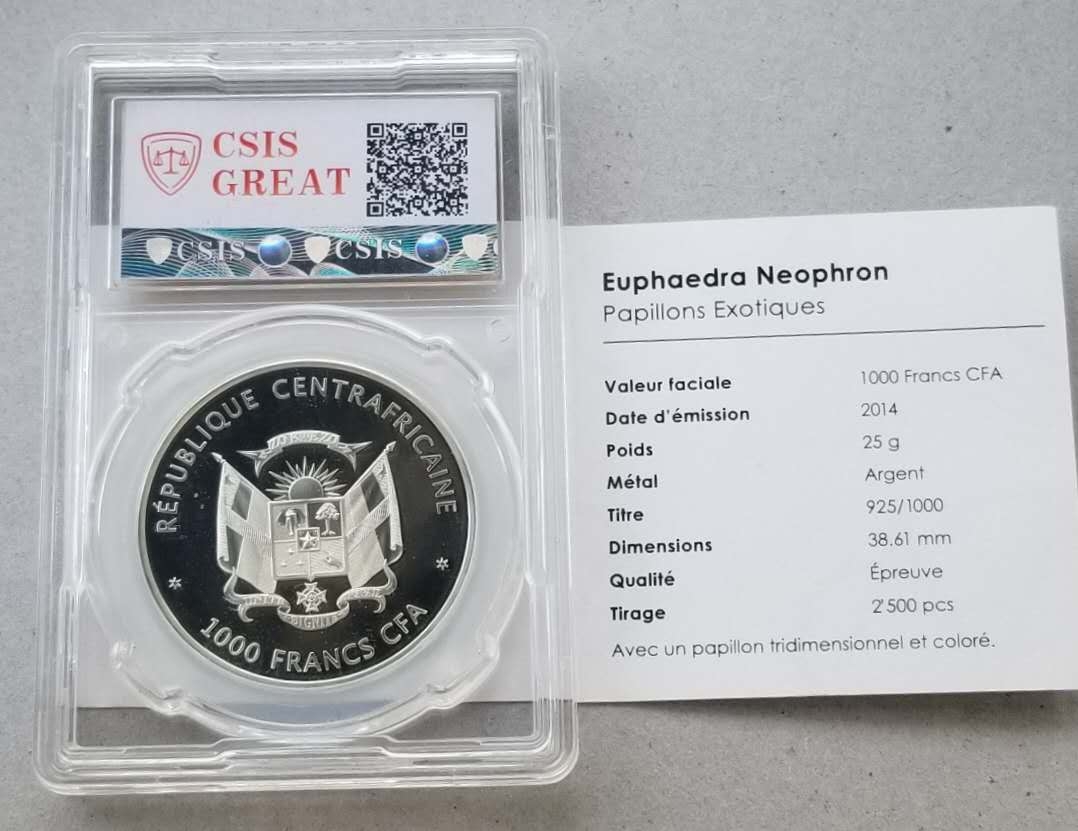 CSIS
GREAT
CSIS CSIS
RÉPUBLIQUE CENTRAFRICAINE
1000 FRANCS CFA
Euphaedra Neophron
Papillons Exotiques
Valeur faciale 1000 Francs CFA
Date d'émission 2014
Poids 25 g
Métal Argent
Titre 925/1000
Dimensions 38.61 mm
Qualité Épreuve
Tirage 2'500 pcs
Avec un papillon tridimensionnel et coloré.